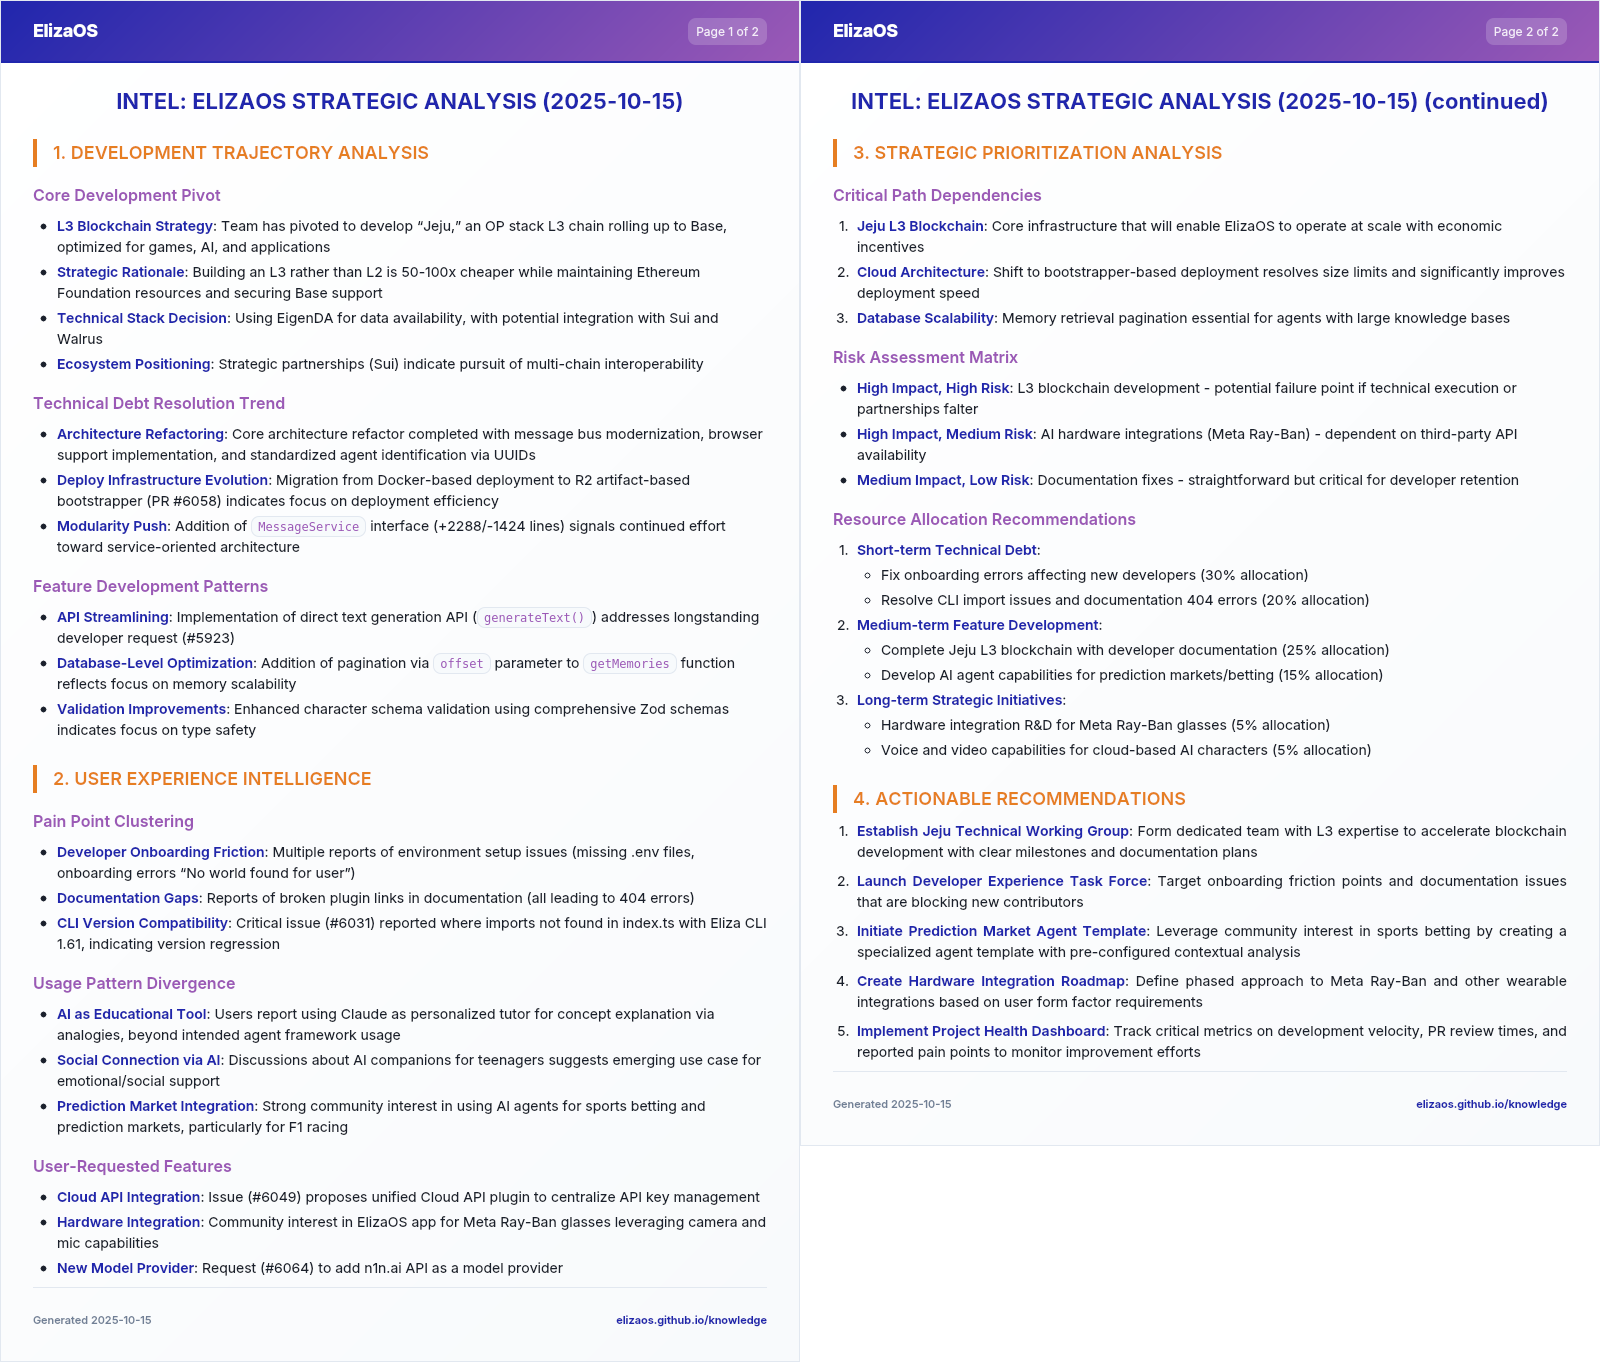 ElizaOS
Page 1 of 2
INTEL: ELIZAOS STRATEGIC ANALYSIS (2025-10-15)
1. DEVELOPMENT TRAJECTORY ANALYSIS
Core Development Pivot
• L3 Blockchain Strategy: Team has pivoted to develop “Jeju,” an OP stack L3 chain rolling up to Base,
optimized for games, AI, and applications
• Strategic Rationale: Building an L3 rather than L2 is 50-100x cheaper while maintaining Ethereum
Foundation resources and securing Base support
• Technical Stack Decision: Using EigenDA for data availability, with potential integration with Sui and
Walrus
• Ecosystem Positioning: Strategic partnerships (Sui) indicate pursuit of multi-chain interoperability
Technical Debt Resolution Trend
• Architecture Refactoring: Core architecture refactor completed with message bus modernization, browser
support implementation, and standardized agent identification via UUIDs
• Deploy Infrastructure Evolution: Migration from Docker-based deployment to R2 artifact-based
bootstrapper (PR #6058) indicates focus on deployment efficiency
• Modularity Push: Addition of MessageService interface (+2288/-1424 lines) signals continued effort
toward service-oriented architecture
Feature Development Patterns
• API Streamlining: Implementation of direct text generation API (generateText()) addresses longstanding
developer request (#5923)
• Database-Level Optimization: Addition of pagination via offset parameter to getMemories function
reflects focus on memory scalability
• Validation Improvements: Enhanced character schema validation using comprehensive Zod schemas
indicates focus on type safety
2. USER EXPERIENCE INTELLIGENCE
Pain Point Clustering
• Developer Onboarding Friction: Multiple reports of environment setup issues (missing .env files,
onboarding errors “No world found for user”)
• Documentation Gaps: Reports of broken plugin links in documentation (all leading to 404 errors)
• CLI Version Compatibility: Critical issue (#6031) reported where imports not found in index.ts with Eliza CLI
1.61, indicating version regression
Usage Pattern Divergence
• AI as Educational Tool: Users report using Claude as personalized tutor for concept explanation via
analogies, beyond intended agent framework usage
• Social Connection via AI: Discussions about AI companions for teenagers suggests emerging use case for
emotional/social support
• Prediction Market Integration: Strong community interest in using AI agents for sports betting and
prediction markets, particularly for F1 racing
User-Requested Features
• Cloud API Integration: Issue (#6049) proposes unified Cloud API plugin to centralize API key management
• Hardware Integration: Community interest in ElizaOS app for Meta Ray-Ban glasses leveraging camera and
mic capabilities
• New Model Provider: Request (#6064) to add n1n.ai API as a model provider
Generated 2025-10-15
elizaos.github.io/knowledge
ElizaOS
Page 2 of 2
INTEL: ELIZAOS STRATEGIC ANALYSIS (2025-10-15) (continued)
3. STRATEGIC PRIORITIZATION ANALYSIS
Critical Path Dependencies
1. Jeju L3 Blockchain: Core infrastructure that will enable ElizaOS to operate at scale with economic
incentives
2. Cloud Architecture: Shift to bootstrapper-based deployment resolves size limits and significantly improves
deployment speed
3. Database Scalability: Memory retrieval pagination essential for agents with large knowledge bases
Risk Assessment Matrix
• High Impact, High Risk: L3 blockchain development - potential failure point if technical execution or
partnerships falter
• High Impact, Medium Risk: AI hardware integrations (Meta Ray-Ban) - dependent on third-party API
availability
• Medium Impact, Low Risk: Documentation fixes - straightforward but critical for developer retention
Resource Allocation Recommendations
1. Short-term Technical Debt:
◦ Fix onboarding errors affecting new developers (30% allocation)
◦ Resolve CLI import issues and documentation 404 errors (20% allocation)
2. Medium-term Feature Development:
◦ Complete Jeju L3 blockchain with developer documentation (25% allocation)
◦ Develop AI agent capabilities for prediction markets/betting (15% allocation)
3. Long-term Strategic Initiatives:
◦ Hardware integration R&D for Meta Ray-Ban glasses (5% allocation)
◦ Voice and video capabilities for cloud-based AI characters (5% allocation)
4. ACTIONABLE RECOMMENDATIONS
1. Establish Jeju Technical Working Group: Form dedicated team with L3 expertise to accelerate blockchain
development with clear milestones and documentation plans
2. Launch Developer Experience Task Force: Target onboarding friction points and documentation issues
that are blocking new contributors
3. Initiate Prediction Market Agent Template: Leverage community interest in sports betting by creating a
specialized agent template with pre-configured contextual analysis
4. Create Hardware Integration Roadmap: Define phased approach to Meta Ray-Ban and other wearable
integrations based on user form factor requirements
5. Implement Project Health Dashboard: Track critical metrics on development velocity, PR review times, and
reported pain points to monitor improvement efforts
Generated 2025-10-15
elizaos.github.io/knowledge